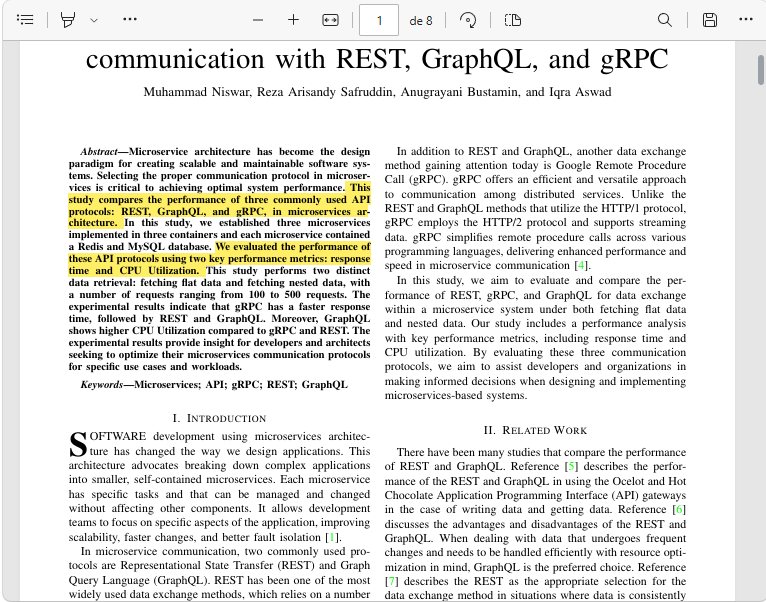 1 de 8
communication with REST, GraphQL, and gRPC
Muhammad Niswar, Reza Arisandy Safruddin, Anugrayani Bustamin, and Iqra Aswad
Abstract—Microservice architecture has become the design
paradigm for creating scalable and maintainable software sys-
tems. Selecting the proper communication protocol in microser-
vices is critical to achieving optimal system performance. This
study compares the performance of three commonly used API
protocols: REST, GraphQL, and gRPC, in microservices ar-
chitecture. In this study, we established three microservices
implemented in three containers and each microservice contained
a Redis and MySQL database. We evaluated the performance of
these API protocols using two key performance metrics: response
time and CPU Utilization. This study performs two distinct
data retrieval: fetching flat data and fetching nested data, with
a number of requests ranging from 100 to 500 requests. The
experimental results indicate that gRPC has a faster response
time, followed by REST and GraphQL. Moreover, GraphQL
shows higher CPU Utilization compared to gRPC and REST. The
experimental results provide insight for developers and architects
seeking to optimize their microservices communication protocols
for specific use cases and workloads.
Keywords—Microservices; API; gRPC; REST; GraphQL
I. INTRODUCTION
SOFTWARE development using microservices architec-
ture has changed the way we design applications. This
architecture advocates breaking down complex applications
into smaller, self-contained microservices. Each microservice
has specific tasks and that can be managed and changed
without affecting other components. It allows development
teams to focus on specific aspects of the application, improving
scalability, faster changes, and better fault isolation [1].
In microservice communication, two commonly used pro-
tocols are Representational State Transfer (REST) and Graph
Query Language (GraphQL). REST has been one of the most
widely used data exchange methods, which relies on a number
In addition to REST and GraphQL, another data exchange
method gaining attention today is Google Remote Procedure
Call (gRPC). gRPC offers an efficient and versatile approach
to communication among distributed services. Unlike the
REST and GraphQL methods that utilize the HTTP/1 protocol,
gRPC employs the HTTP/2 protocol and supports streaming
data. gRPC simplifies remote procedure calls across various
programming languages, delivering enhanced performance and
speed in microservice communication [4].
In this study, we aim to evaluate and compare the per-
formance of REST, gRPC, and GraphQL for data exchange
within a microservice system under both fetching flat data
and nested data. Our study includes a performance analysis
with key performance metrics, including response time and
CPU utilization. By evaluating these three communication
protocols, we aim to assist developers and organizations in
making informed decisions when designing and implementing
microservices-based systems.
II. RELATED WORK
There have been many studies that compare the performance
of REST and GraphQL. Reference [5] describes the perfor-
mance of the REST and GraphQL in using the Ocelot and Hot
Chocolate Application Programming Interface (API) gateways
in the case of writing data and getting data. Reference [6]
discusses the advantages and disadvantages of the REST and
GraphQL. When dealing with data that undergoes frequent
changes and needs to be handled efficiently with resource opti-
mization in mind, GraphQL is the preferred choice. Reference
[7] describes the REST as the appropriate selection for the
data exchange method in situations where data is consistently